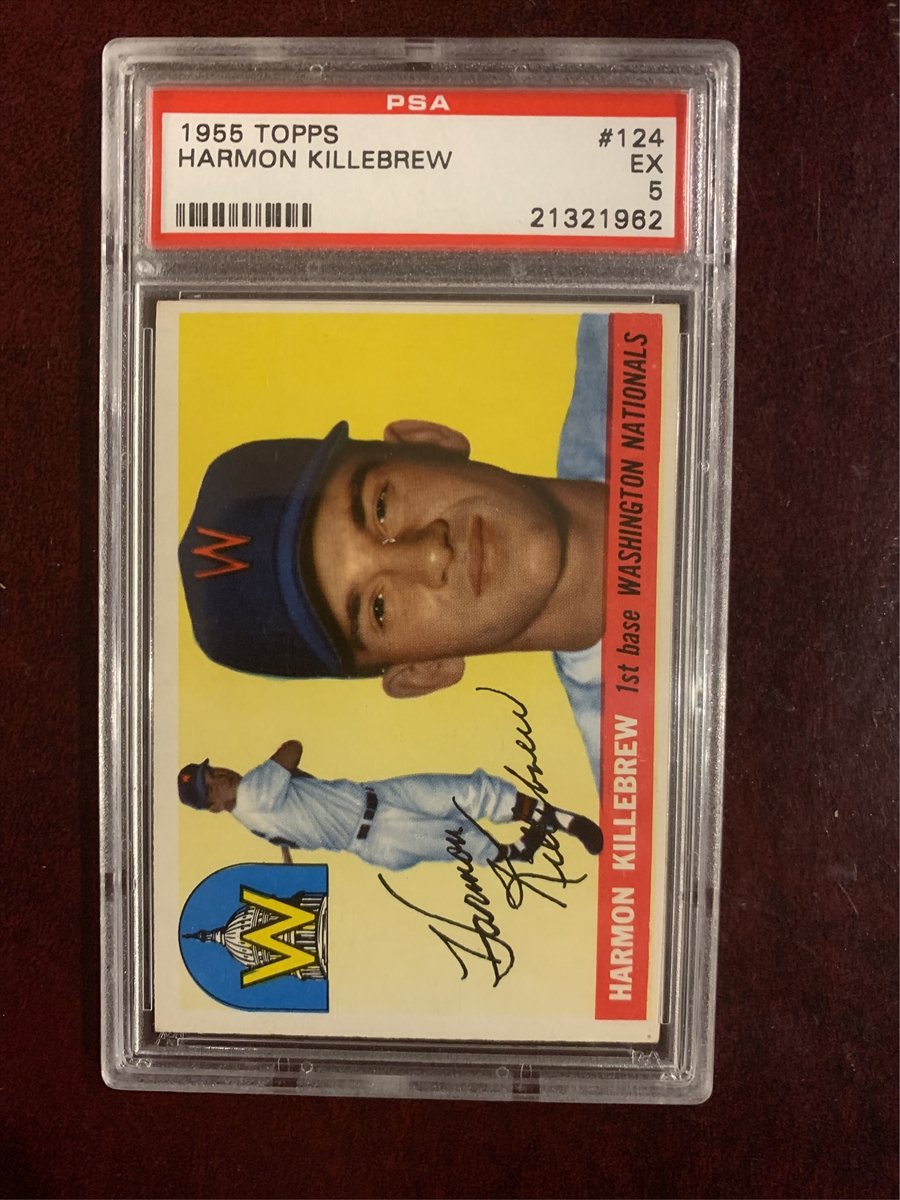 PSA
1955 TOPPS
HARMON KILLEBREW
#124
EX
5
21321962
W
W
W
Harmon
Killebrew
HARMON KILLEBREW 1st base WASHINGTON NATIONALS